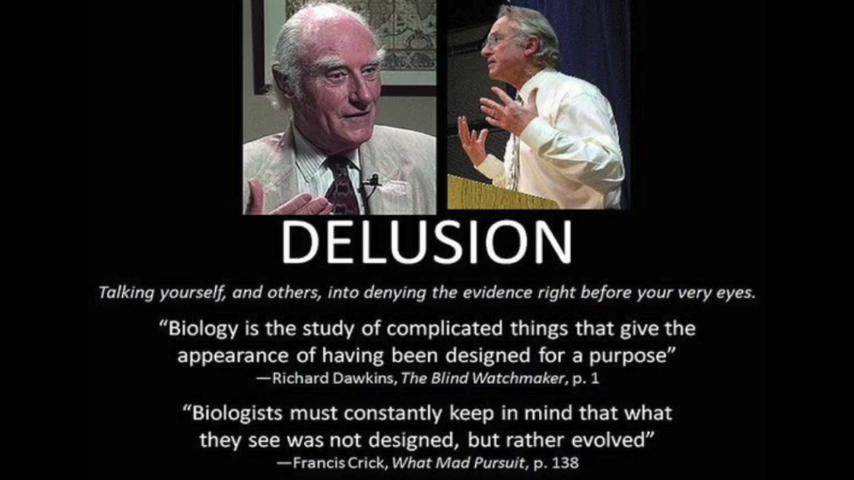 DELUSION
Talking yourself, and others, into denying the evidence right before your very eyes.
“Biology is the study of complicated things that give the
appearance of having been designed for a purpose”
—Richard Dawkins, The Blind Watchmaker, p. 1
“Biologists must constantly keep in mind that what
they see was not designed, but rather evolved”
—Francis Crick, What Mad Pursuit, p. 138